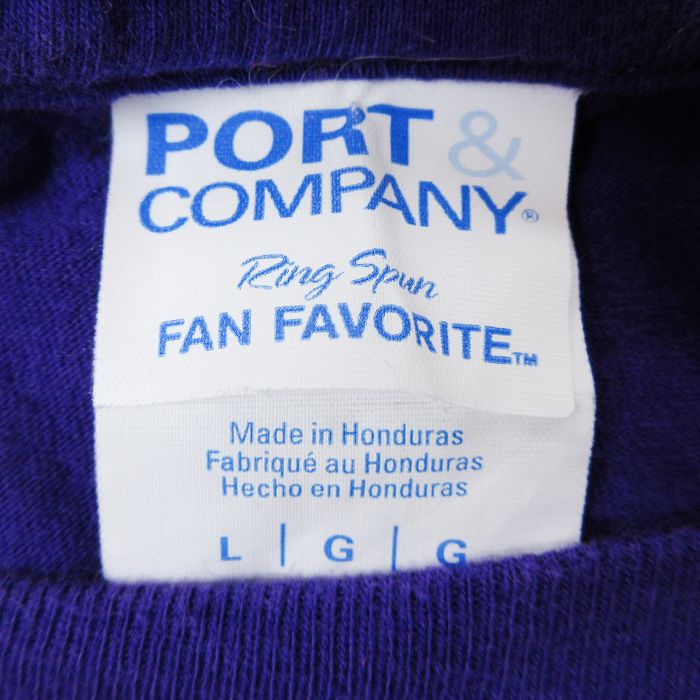 PORT &
COMPANY®
Ring Spun
FAN FAVORITE™
Made in Honduras
Fabriqué au Honduras
Hecho en Honduras
L | G | G